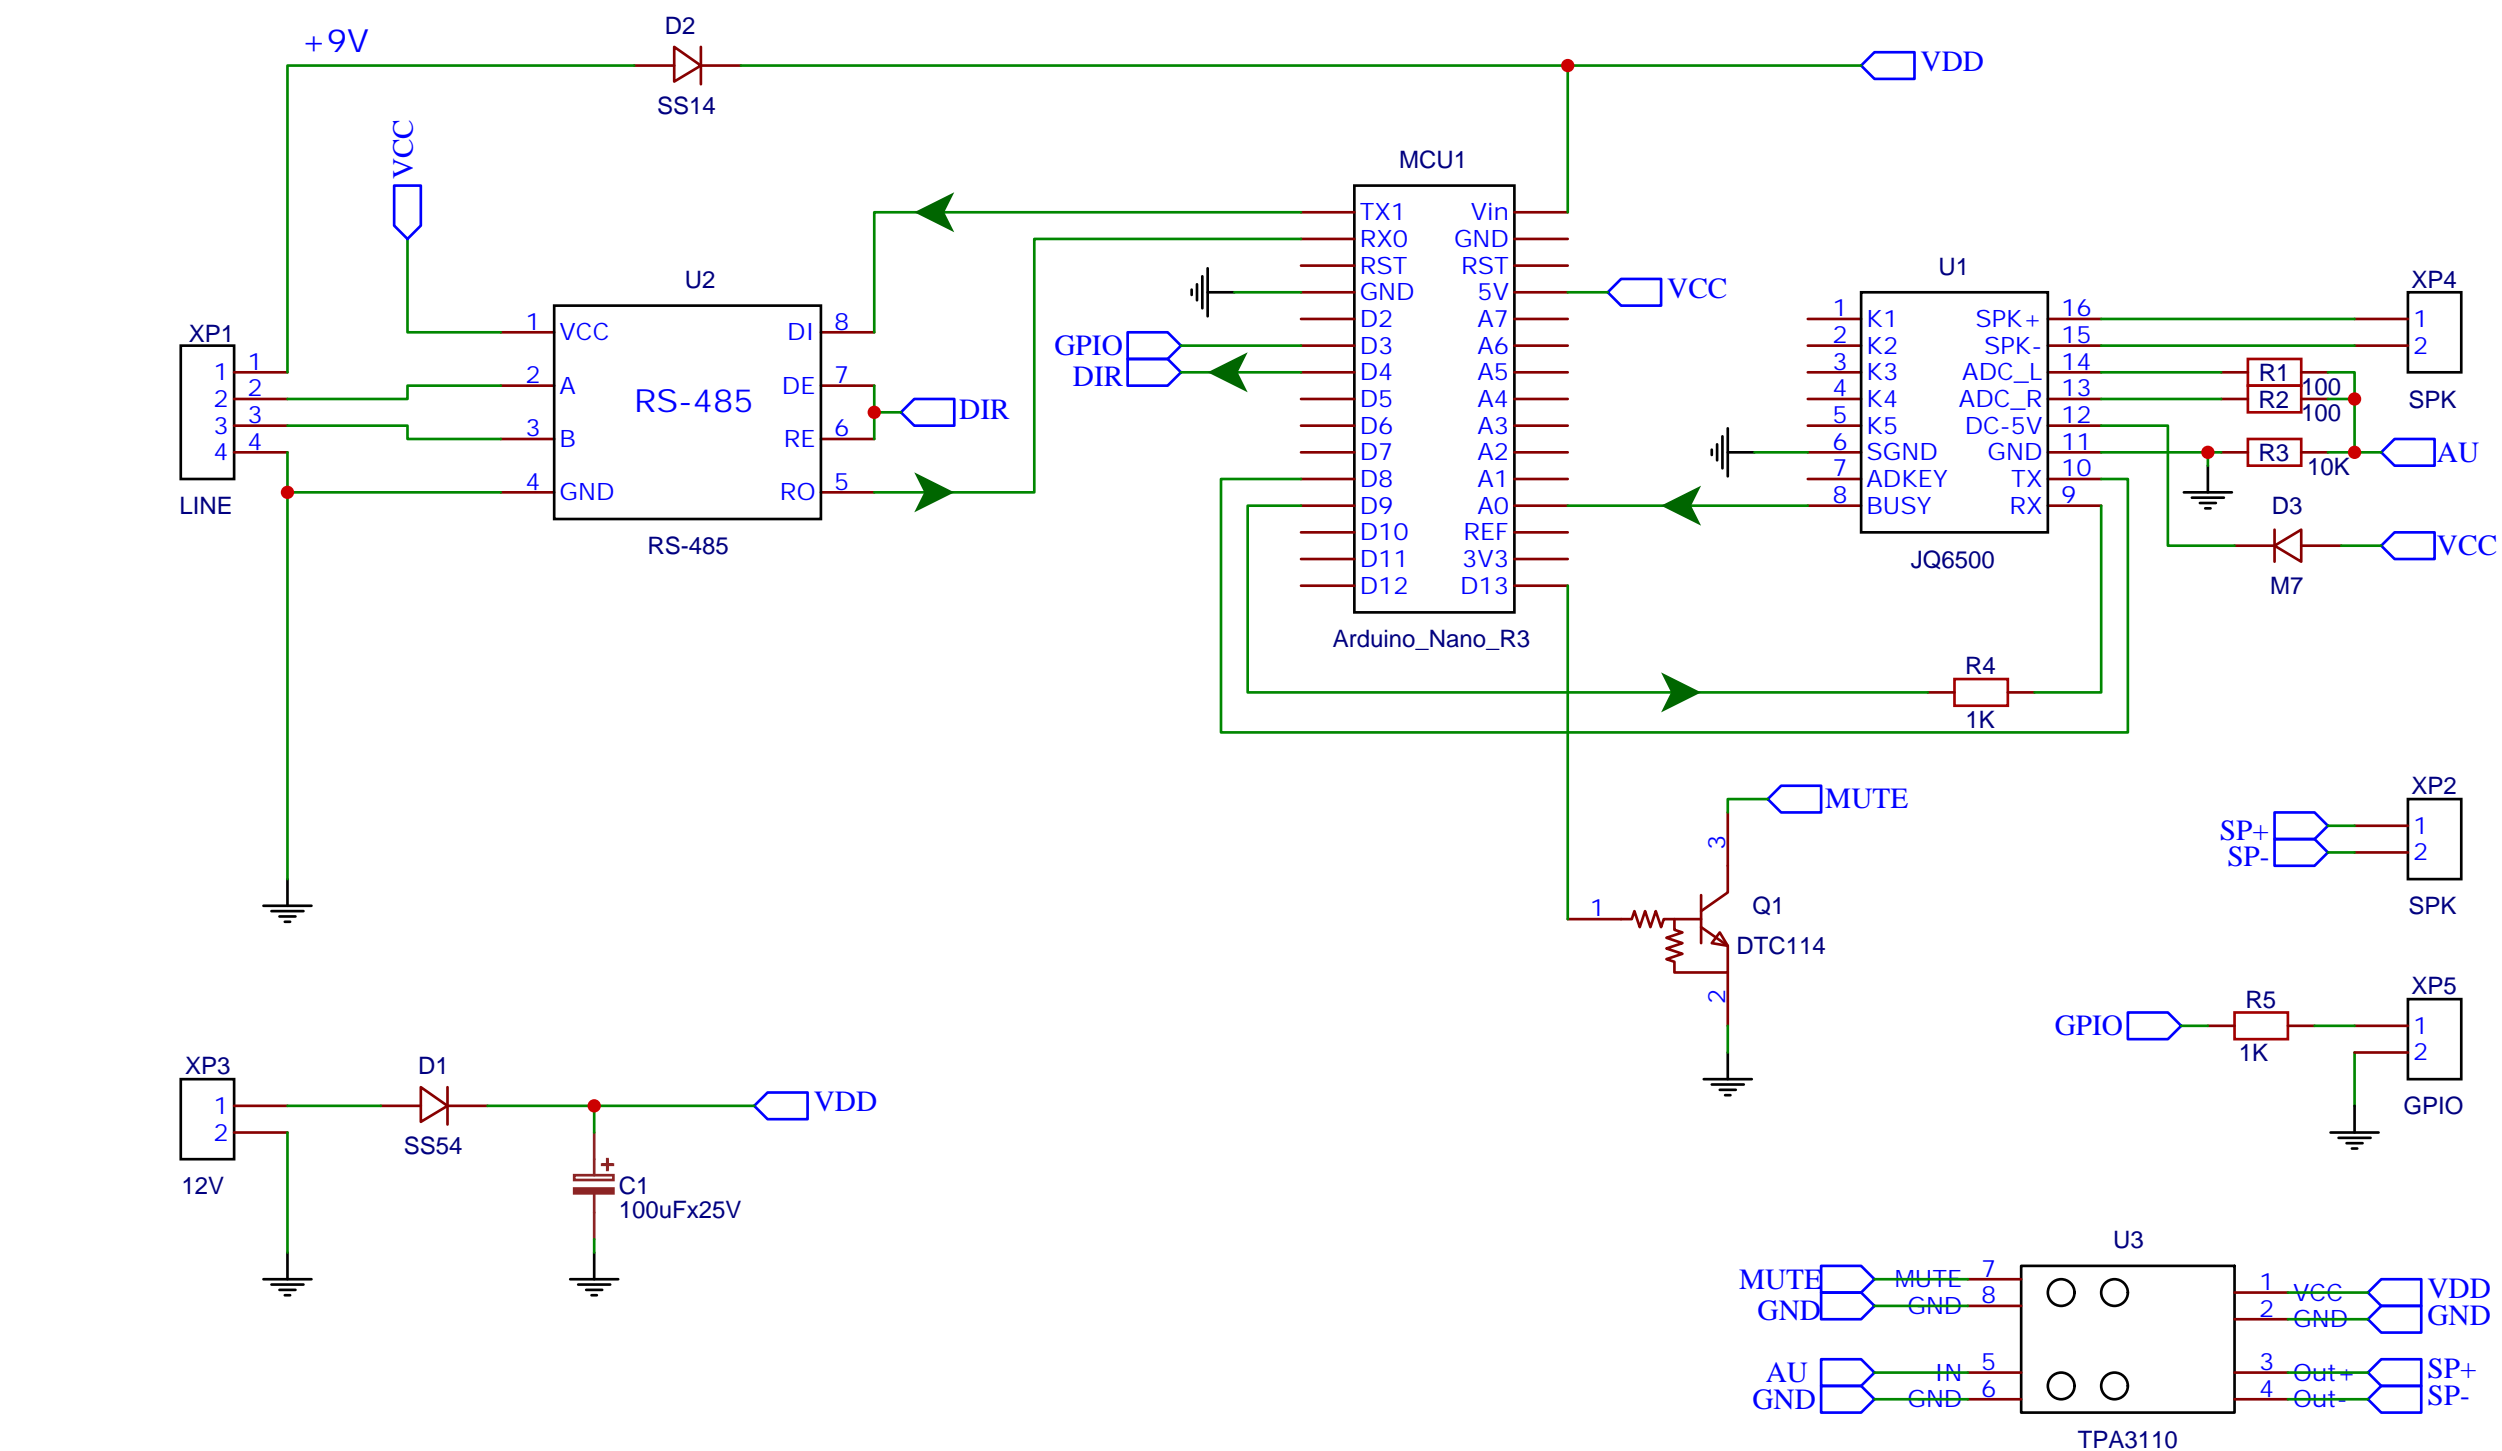 D2
+9V
SS14
VDD
VCC
MCU1
TX1 Vin
RX0 GND
RST RST
GND 5V
VCC
D2 A7
GPIO
D3 A6
DIR
D4 A5
D5 A4
D6 A3
D7 A2
D8 A1
D9 A0
D10 REF
D11 3V3
D12 D13
Arduino_Nano_R3
U2
1 VCC DI 8
2 A DE 7
RS-485
DIR
3 B RE 6
4 GND RO 5
RS-485
XP1
1 1
2 2
3 3
4 4
LINE
U1
1 K1 SPK+ 16
2 K2 SPK- 15
3 K3 ADC_L 14
4 K4 ADC_R 13
5 K5 DC-5V 12
6 SGND GND 11
7 ADKEY TX 10
8 BUSY RX 9
JQ6500
XP4
1
2
SPK
R1 100
R2 100
R3 10K
AU
D3
VCC
M7
R4
1K
MUTE
3
1
Q1
DTC114
2
XP2
SP+ 1
SP- 2
SPK
XP5
R5
GPIO 1
1K
2
GPIO
XP3
1
2
12V
D1
SS54
VDD
+
C1
100uFx25V
U3
MUTE MUTE 7
GND GND 8
AU IN 5
GND GND 6
1 VCC VDD
2 GND GND
3 Out+ SP+
4 Out- SP-
TPA3110